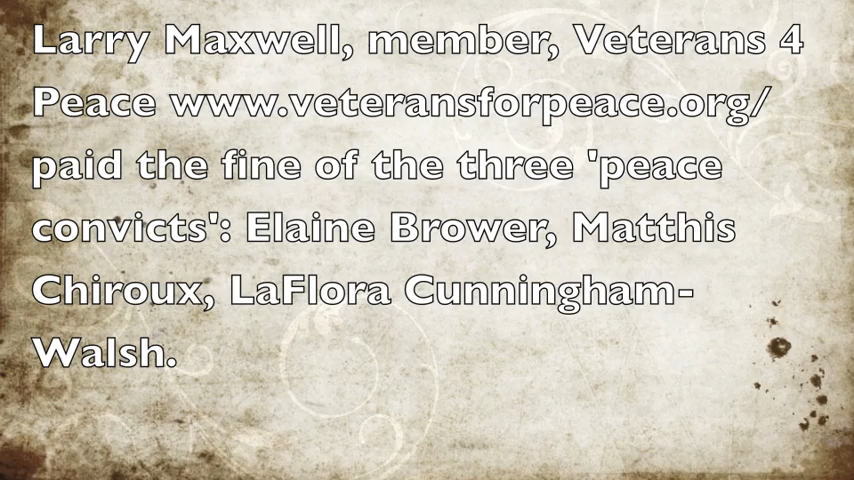 Larry Maxwell, member, Veterans 4
Peace www.veteransforpeace.org/
paid the fine of the three 'peace
convicts': Elaine Brower, Matthis
Chiroux, LaFlora Cunningham-
Walsh.